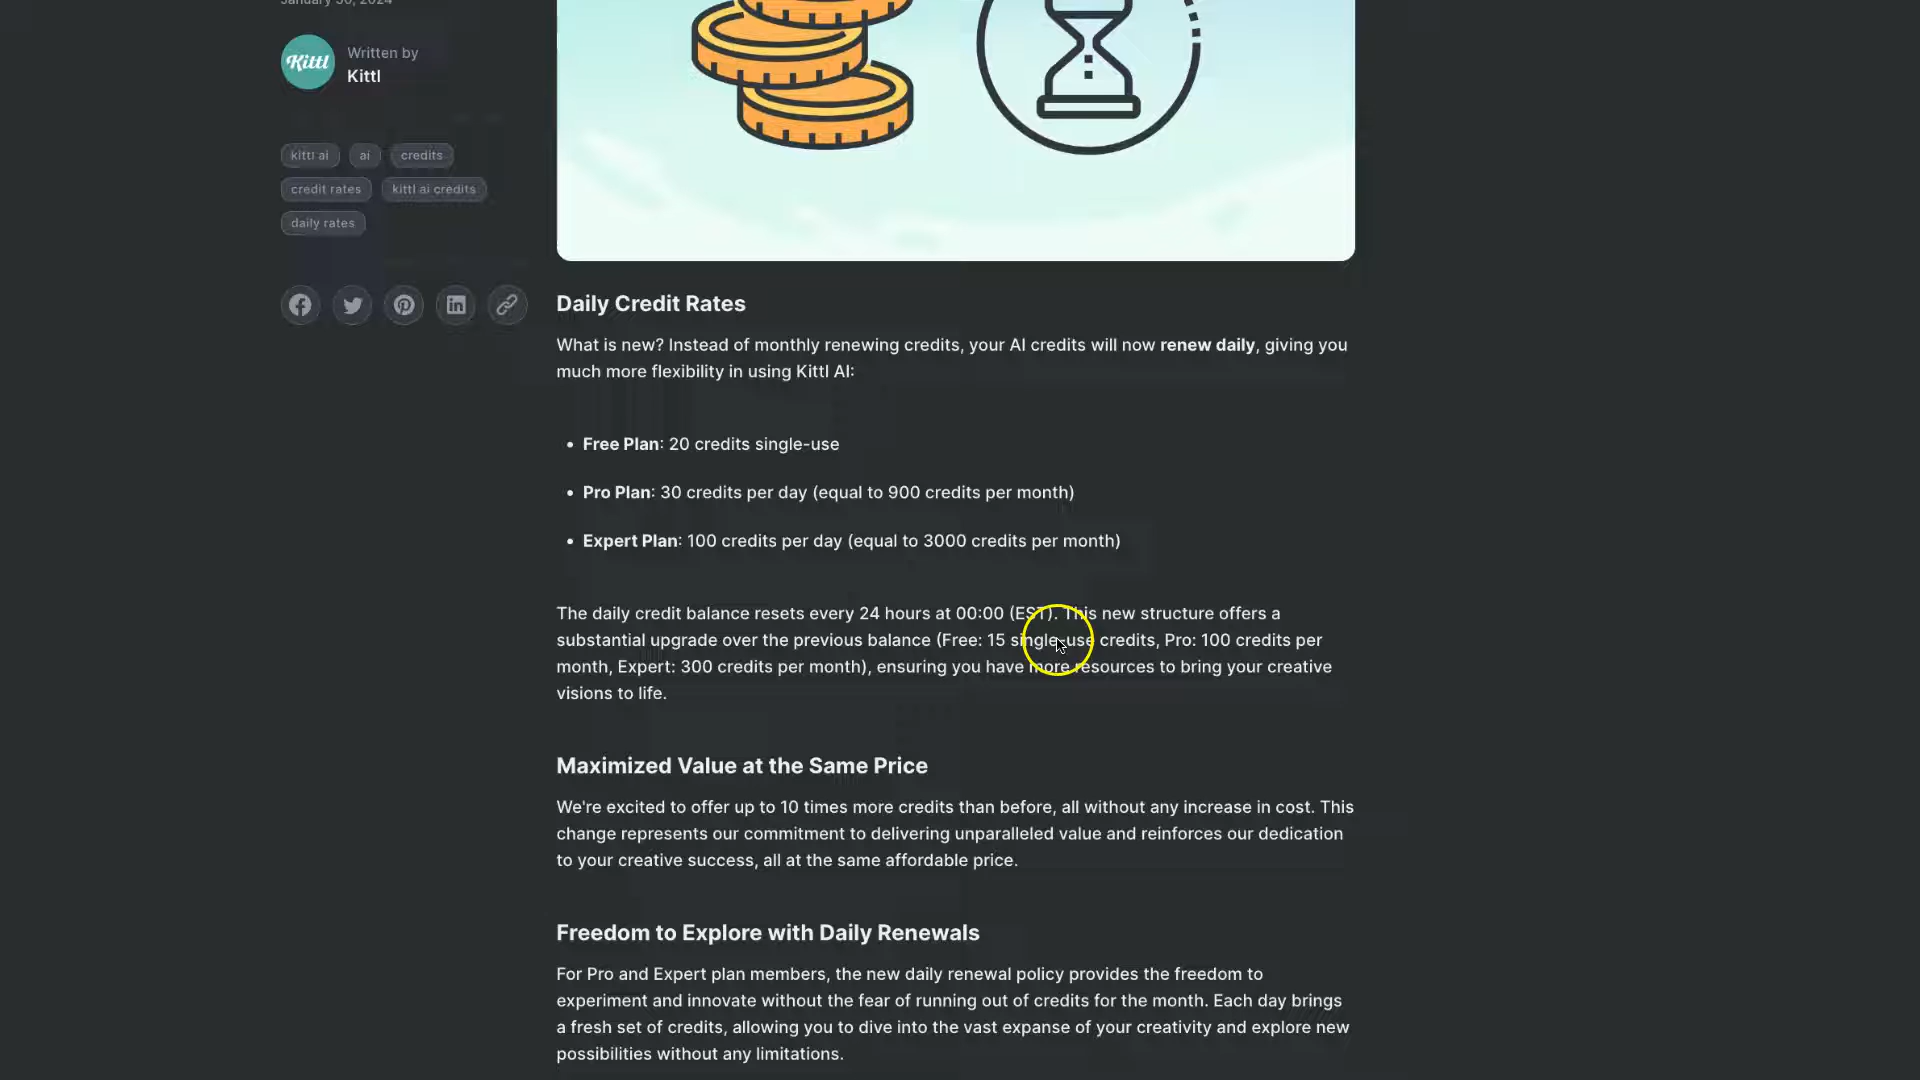 January 30, 2024
Kittl
Written by
Kittl
kittl ai
ai
credits
credit rates
kittl ai credits
daily rates
Daily Credit Rates
What is new? Instead of monthly renewing credits, your AI credits will now renew daily, giving you
much more flexibility in using Kittl AI:
• Free Plan: 20 credits single-use
• Pro Plan: 30 credits per day (equal to 900 credits per month)
• Expert Plan: 100 credits per day (equal to 3000 credits per month)
The daily credit balance resets every 24 hours at 00:00 (EST). This new structure offers a
substantial upgrade over the previous balance (Free: 15 single-use credits, Pro: 100 credits per
month, Expert: 300 credits per month), ensuring you have more resources to bring your creative
visions to life.
Maximized Value at the Same Price
We're excited to offer up to 10 times more credits than before, all without any increase in cost. This
change represents our commitment to delivering unparalleled value and reinforces our dedication
to your creative success, all at the same affordable price.
Freedom to Explore with Daily Renewals
For Pro and Expert plan members, the new daily renewal policy provides the freedom to
experiment and innovate without the fear of running out of credits for the month. Each day brings
a fresh set of credits, allowing you to dive into the vast expanse of your creativity and explore new
possibilities without any limitations.